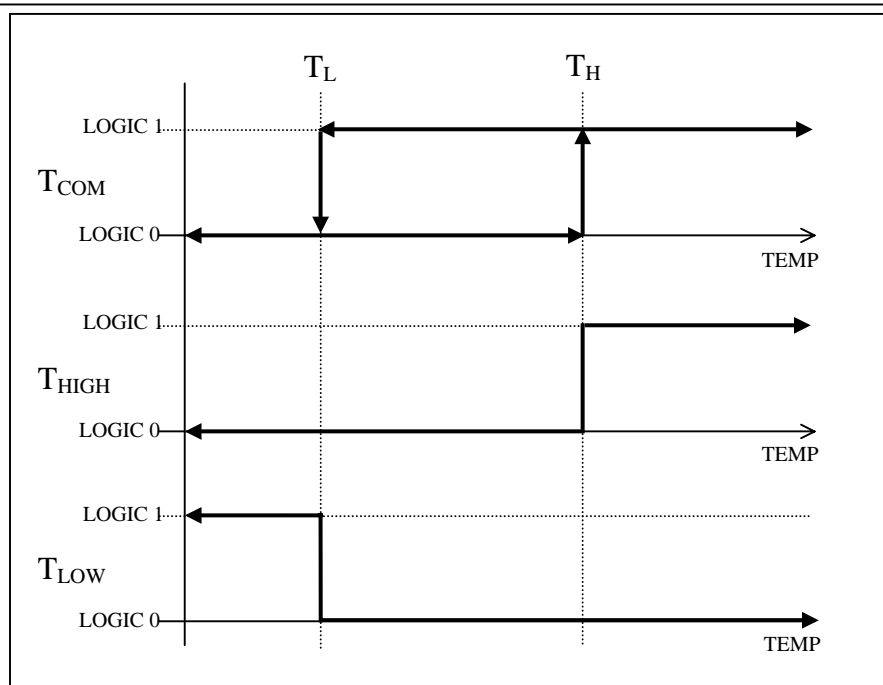 T_L T_H
LOGIC 1
T_COM
LOGIC 0
TEMP
LOGIC 1
T_HIGH
LOGIC 0
TEMP
LOGIC 1
T_LOW
LOGIC 0
TEMP